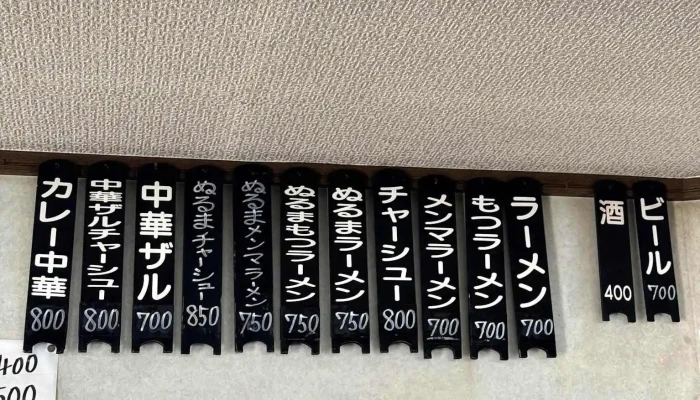 ビール
700
酒
400
ラーメン
700
もつラーメン
700
メンマラーメン
700
チャーシュー
800
ぬるまラーメン
750
ぬるまもつラーメン
750
ぬるまメンマラーメン
750
ぬるまチャーシュー
850
中華ザル
700
中華ザルチャーシュー
800
カレー中華
800
400
500